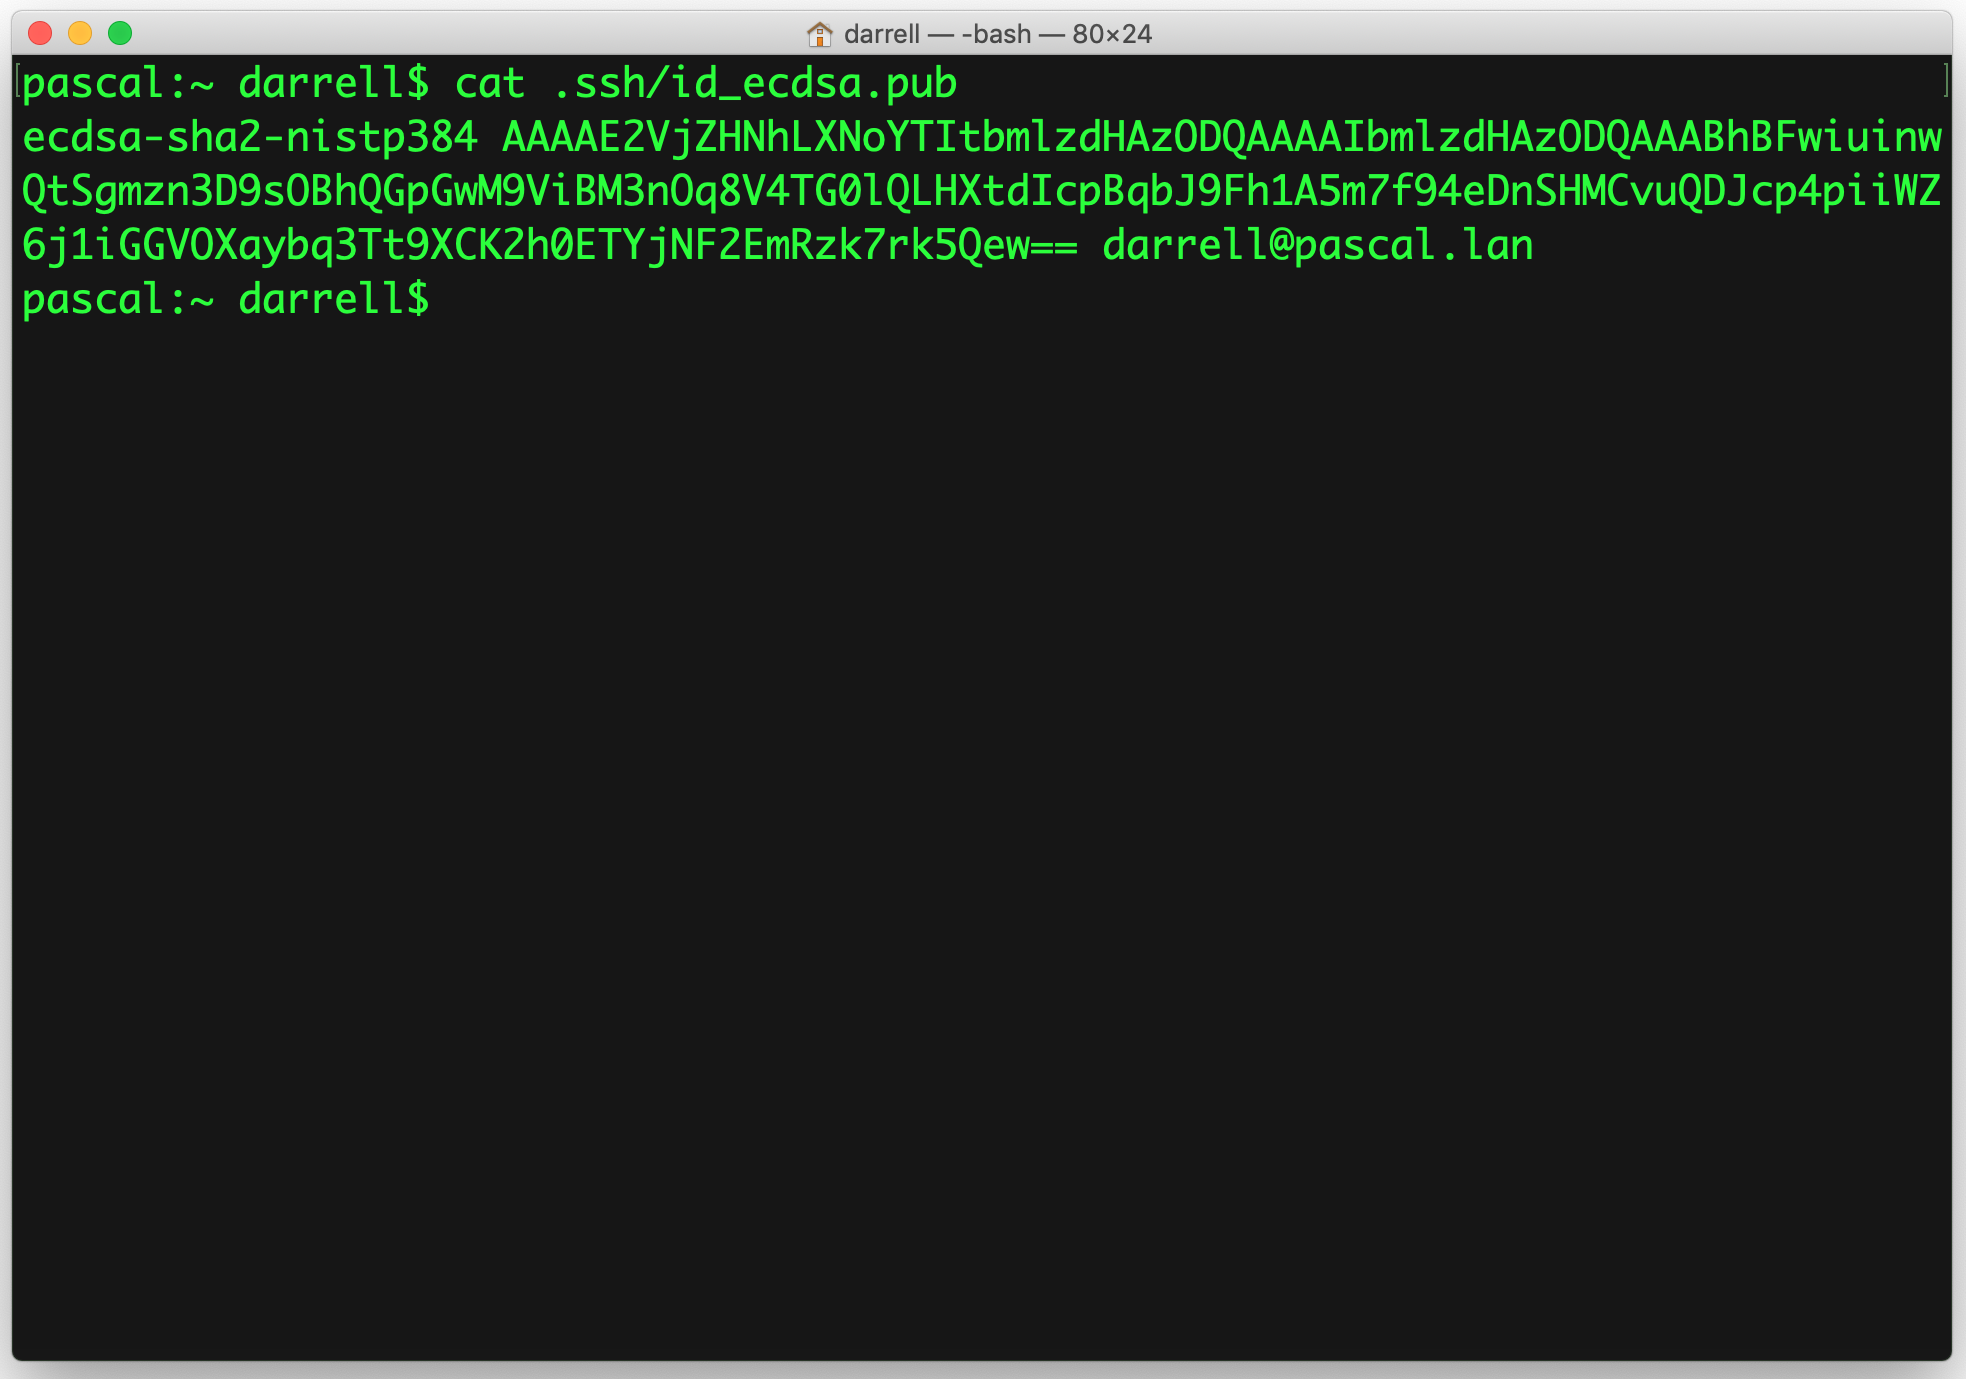 darrell — -bash — 80×24
pascal:~ darrell$ cat .ssh/id_ecdsa.pub
ecdsa-sha2-nistp384 AAAAE2VjZHNhLXNoYTItbmlzdHAzODQAAAAIbmlzdHAzODQAAABhBFwiuinw
QtSgmzn3D9sOBhQGpGwM9ViBM3nOq8V4TG0lQLHXtdIcpBqbJ9Fh1A5m7f94eDnSHMCvuQDJcp4piiWZ
6j1iGGVOXaybq3Tt9XCK2h0ETYjNF2EmRzk7rk5Qew== darrell@pascal.lan
pascal:~ darrell$